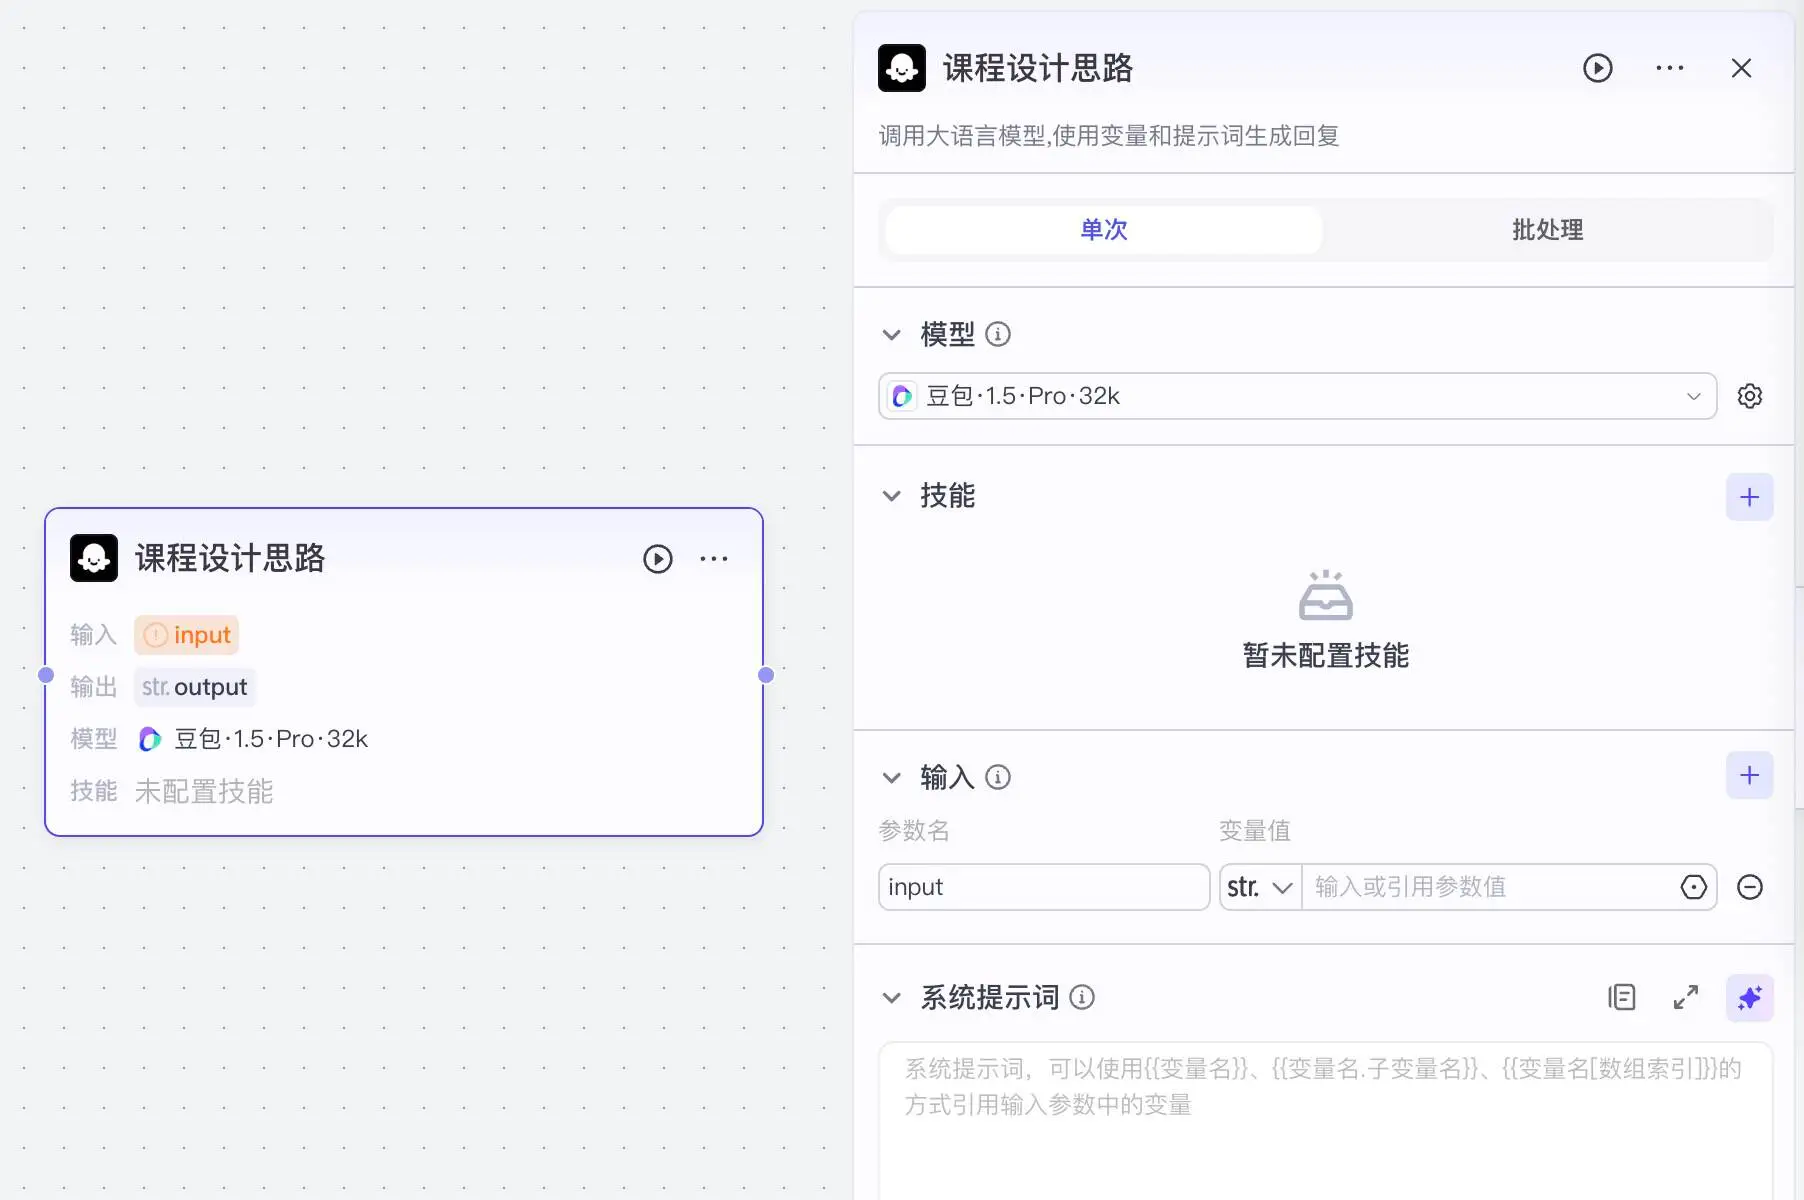 课程设计思路
输入 input
输出 str. output
模型 豆包·1.5·Pro·32k
技能 未配置技能
课程设计思路
调用大语言模型,使用变量和提示词生成回复
单次 批处理
模型
豆包·1.5·Pro·32k
技能
暂未配置技能
输入
参数名 变量值
input str. 输入或引用参数值
系统提示词
系统提示词，可以使用{{变量名}}、{{变量名.子变量名}}、{{变量名[数组索引]}}的
方式引用输入参数中的变量